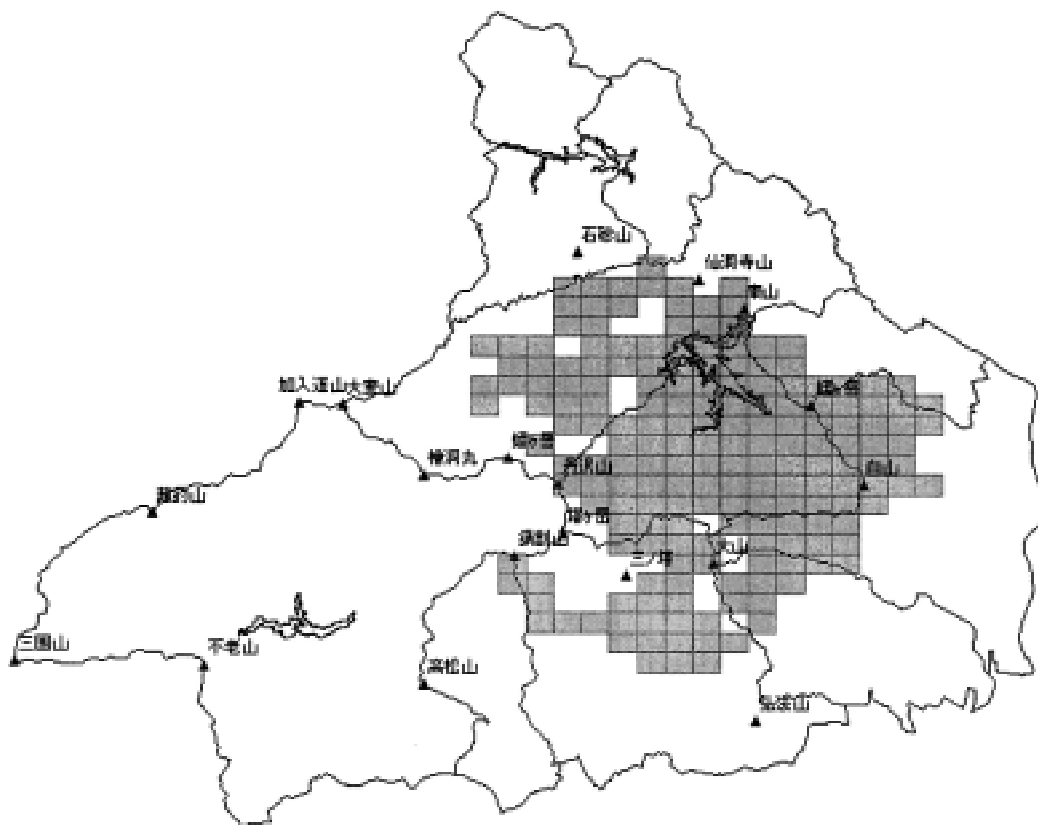 石砂山
仙洞寺山
南山
加入道山大室山
経ヶ岳
檜洞丸
蛭ヶ岳
丹沢山
白山
菰釣山
塔ヶ岳
鍋割山
三ノ塔
大山
三国山
不老山
高松山
弘法山